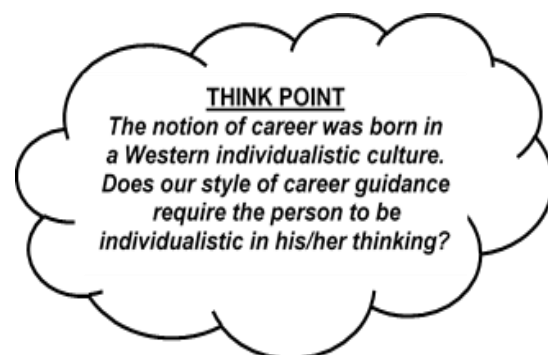 THINK POINT
The notion of career was born in
a Western individualistic culture.
Does our style of career guidance
require the person to be
individualistic in his/her thinking?